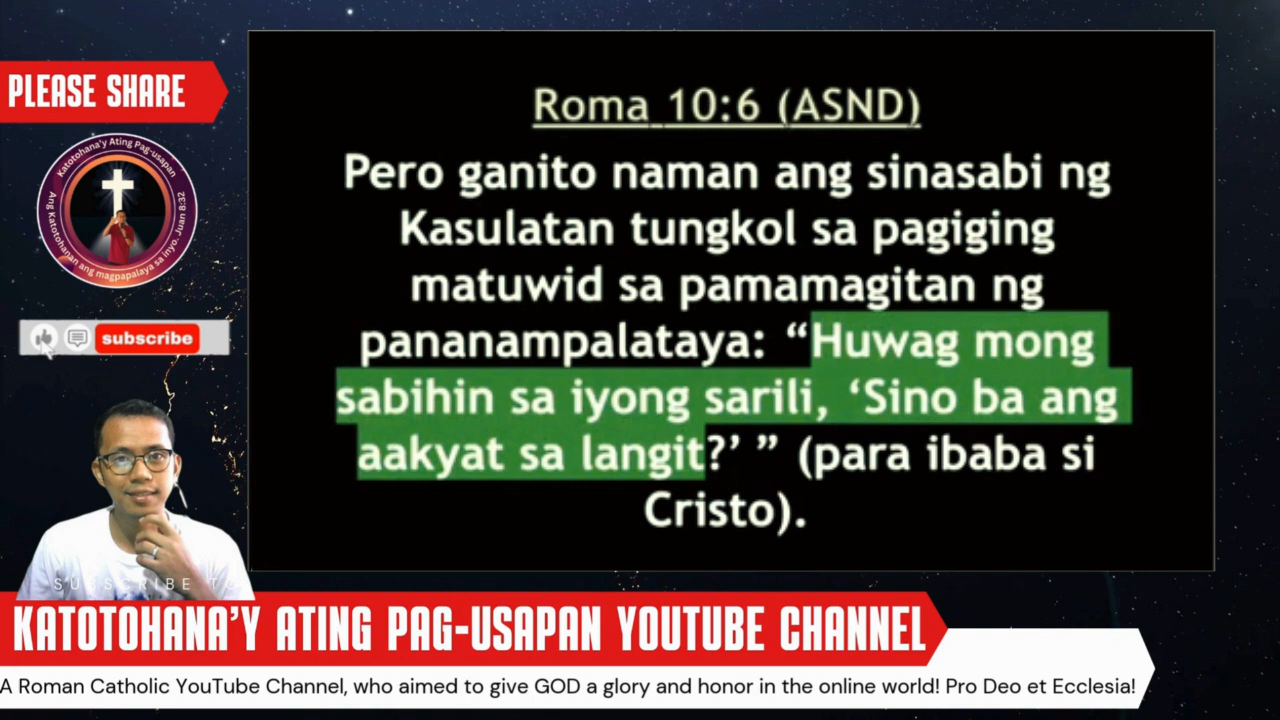 PLEASE SHARE
Katotohana'y Ating Pag-usapan
Ang Katotohanan ang magpapalaya sa inyo. Juan 8:32
subscribe
Roma 10:6 (ASND)
Pero ganito naman ang sinasabi ng
Kasulatan tungkol sa pagiging
matuwid sa pamamagitan ng
pananampalataya: “Huwag mong
sabihin sa iyong sarili, ‘Sino ba ang
aakyat sa langit?’ ” (para ibaba si
Cristo).
SUBSCRIBE TO
KATOTOHANA’Y ATING PAG-USAPAN YOUTUBE CHANNEL
A Roman Catholic YouTube Channel, who aimed to give GOD a glory and honor in the online world! Pro Deo et Ecclesia!